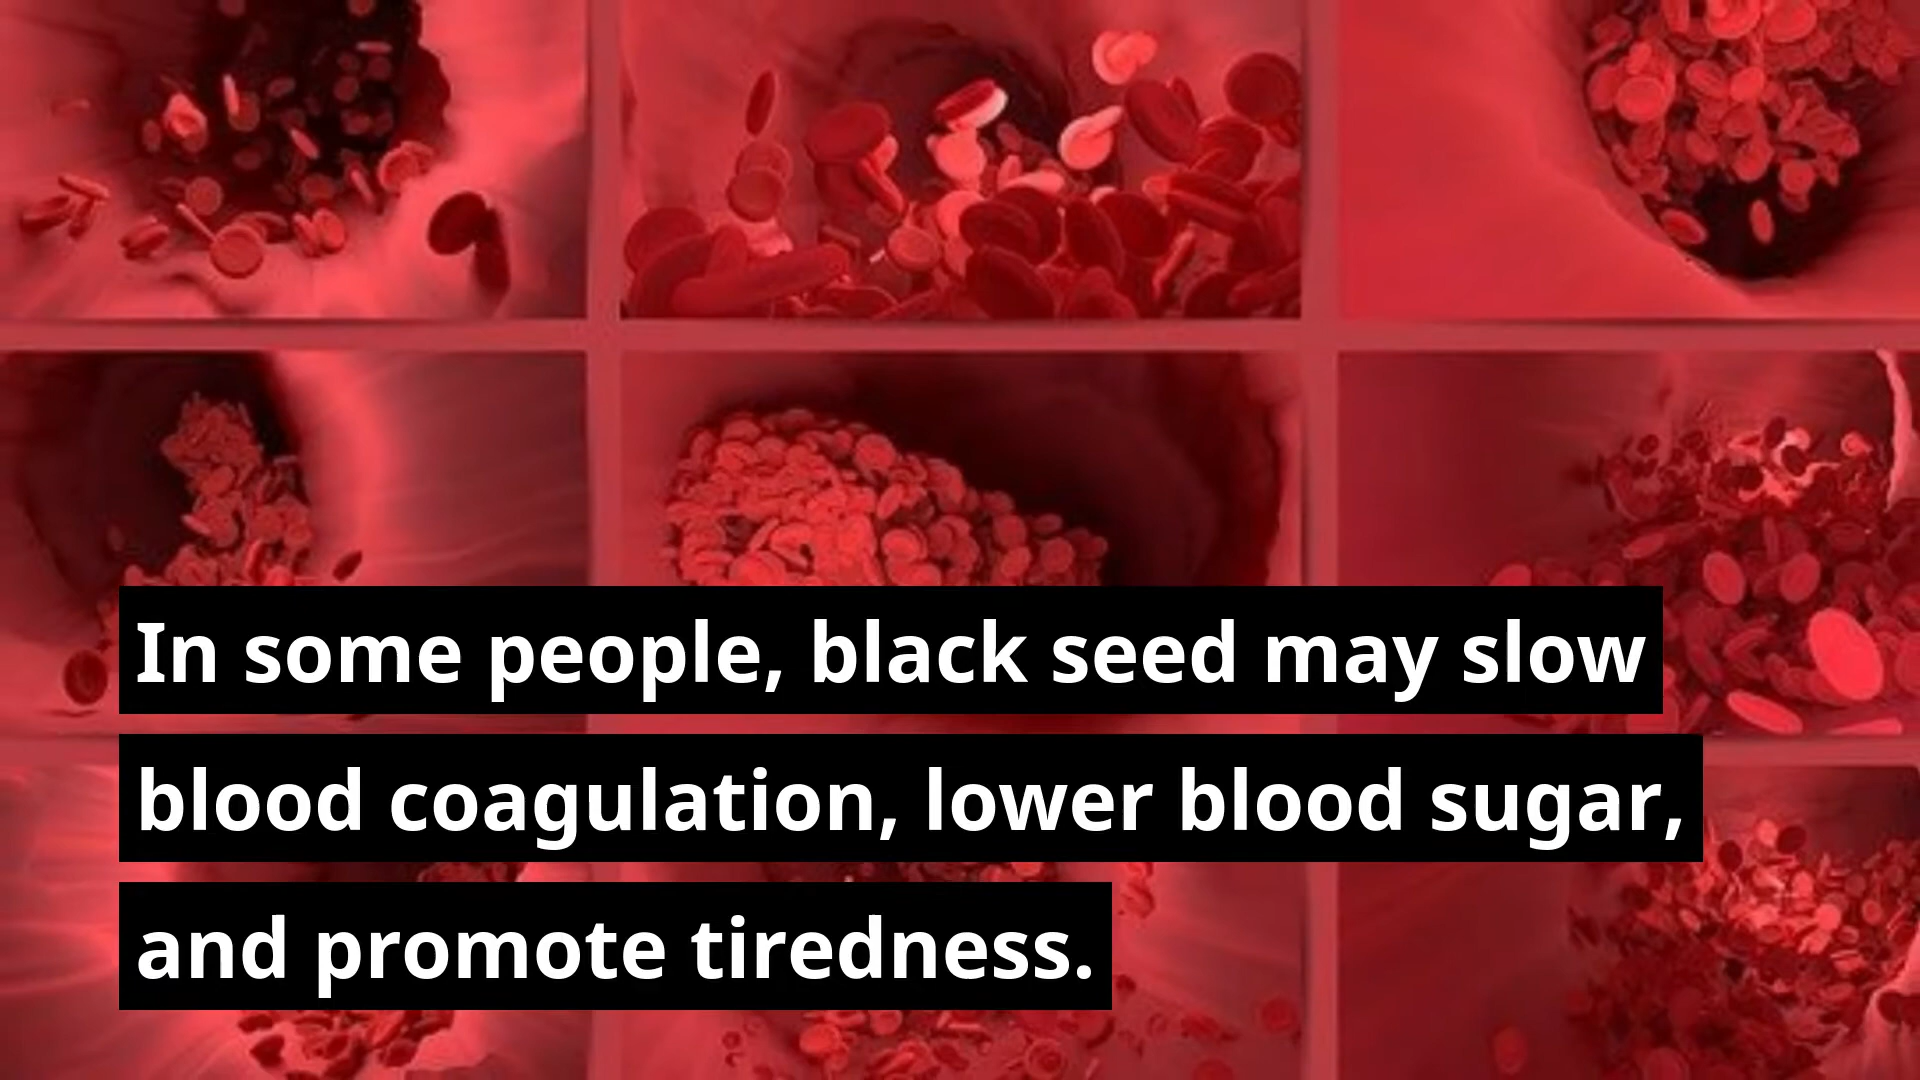 In some people, black seed may slow
blood coagulation, lower blood sugar,
and promote tiredness.